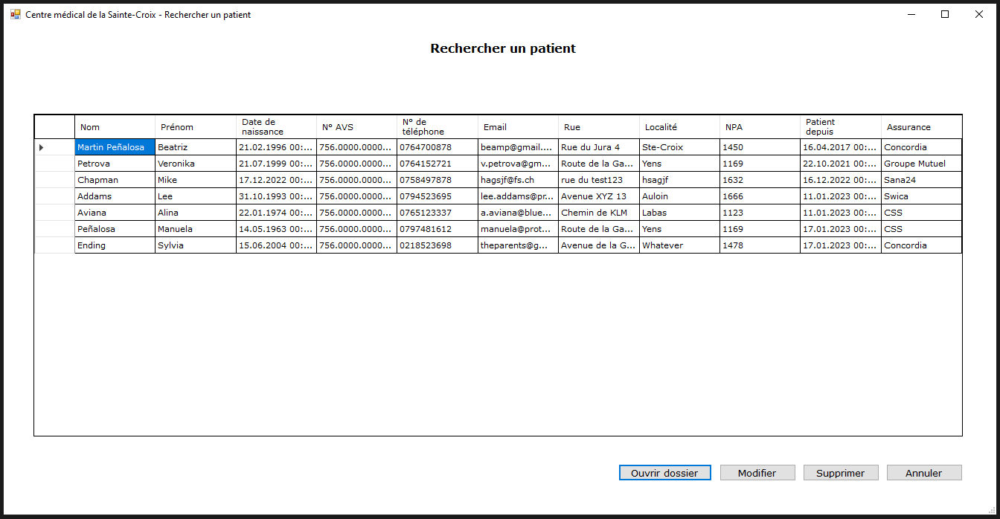 Centre médical de la Sainte-Croix - Rechercher un patient
Rechercher un patient
Nom Prénom Date de naissance N° AVS N° de téléphone Email Rue Localité NPA Patient depuis Assurance
Martin Peñalosa Beatriz 21.02.1996 00:... 756.0000.0000... 0764700878 beamp@gmail.... Rue du Jura 4 Ste-Croix 1450 16.04.2017 00:... Concordia
Petrova Veronika 21.07.1999 00:... 756.0000.0000... 0764152721 v.petrova@gm... Route de la Ga... Yens 1169 22.10.2021 00:... Groupe Mutuel
Chapman Mike 17.12.2022 00:... 756.0000.0000... 0758497878 hagsjf@fs.ch rue du test123 hsagjf 1632 16.12.2022 00:... Sana24
Addams Lee 31.10.1993 00:... 756.0000.0000... 0794523695 lee.addams@pr... Avenue XYZ 13 Auloin 1666 11.01.2023 00:... Swica
Aviana Alina 22.01.1974 00:... 756.0000.0000... 0765123337 a.aviana@blue... Chemin de KLM Labas 1123 11.01.2023 00:... CSS
Peñalosa Manuela 14.05.1963 00:... 756.0000.0000... 0797481612 manuela@prot... Route de la Ga... Yens 1169 17.01.2023 00:... CSS
Ending Sylvia 15.06.2004 00:... 756.0000.0000... 0218523698 theparents@g... Avenue de la G... Whatever 1478 17.01.2023 00:... Concordia
Ouvrir dossier Modifier Supprimer Annuler